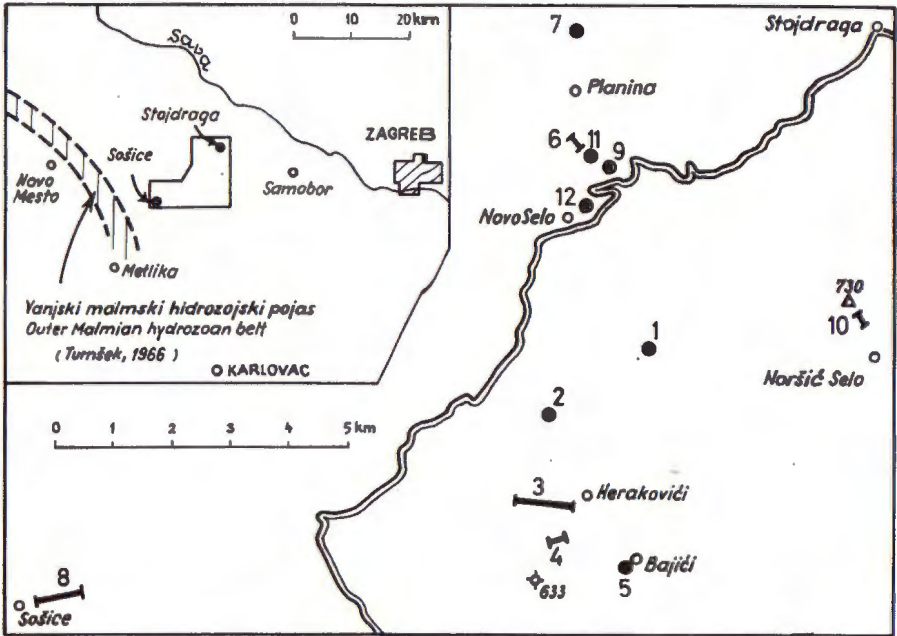 0 10 20 km
Sava
Stojdraga
ZAGREB
Sošice
Novo
Mesto
Samobor
Metlika
Vanjski malmski hidrozojski pojas
Outer Malmian hydrozoan belt
(Turnšek, 1966)
KARLOVAC
7
Stojdraga
Planina
6
11
9
12
Novo Selo
730
10
1
Noršić Selo
2
0 1 2 3 4 5 km
3
Herakovići
4
633
5
Bajići
8
Sošice